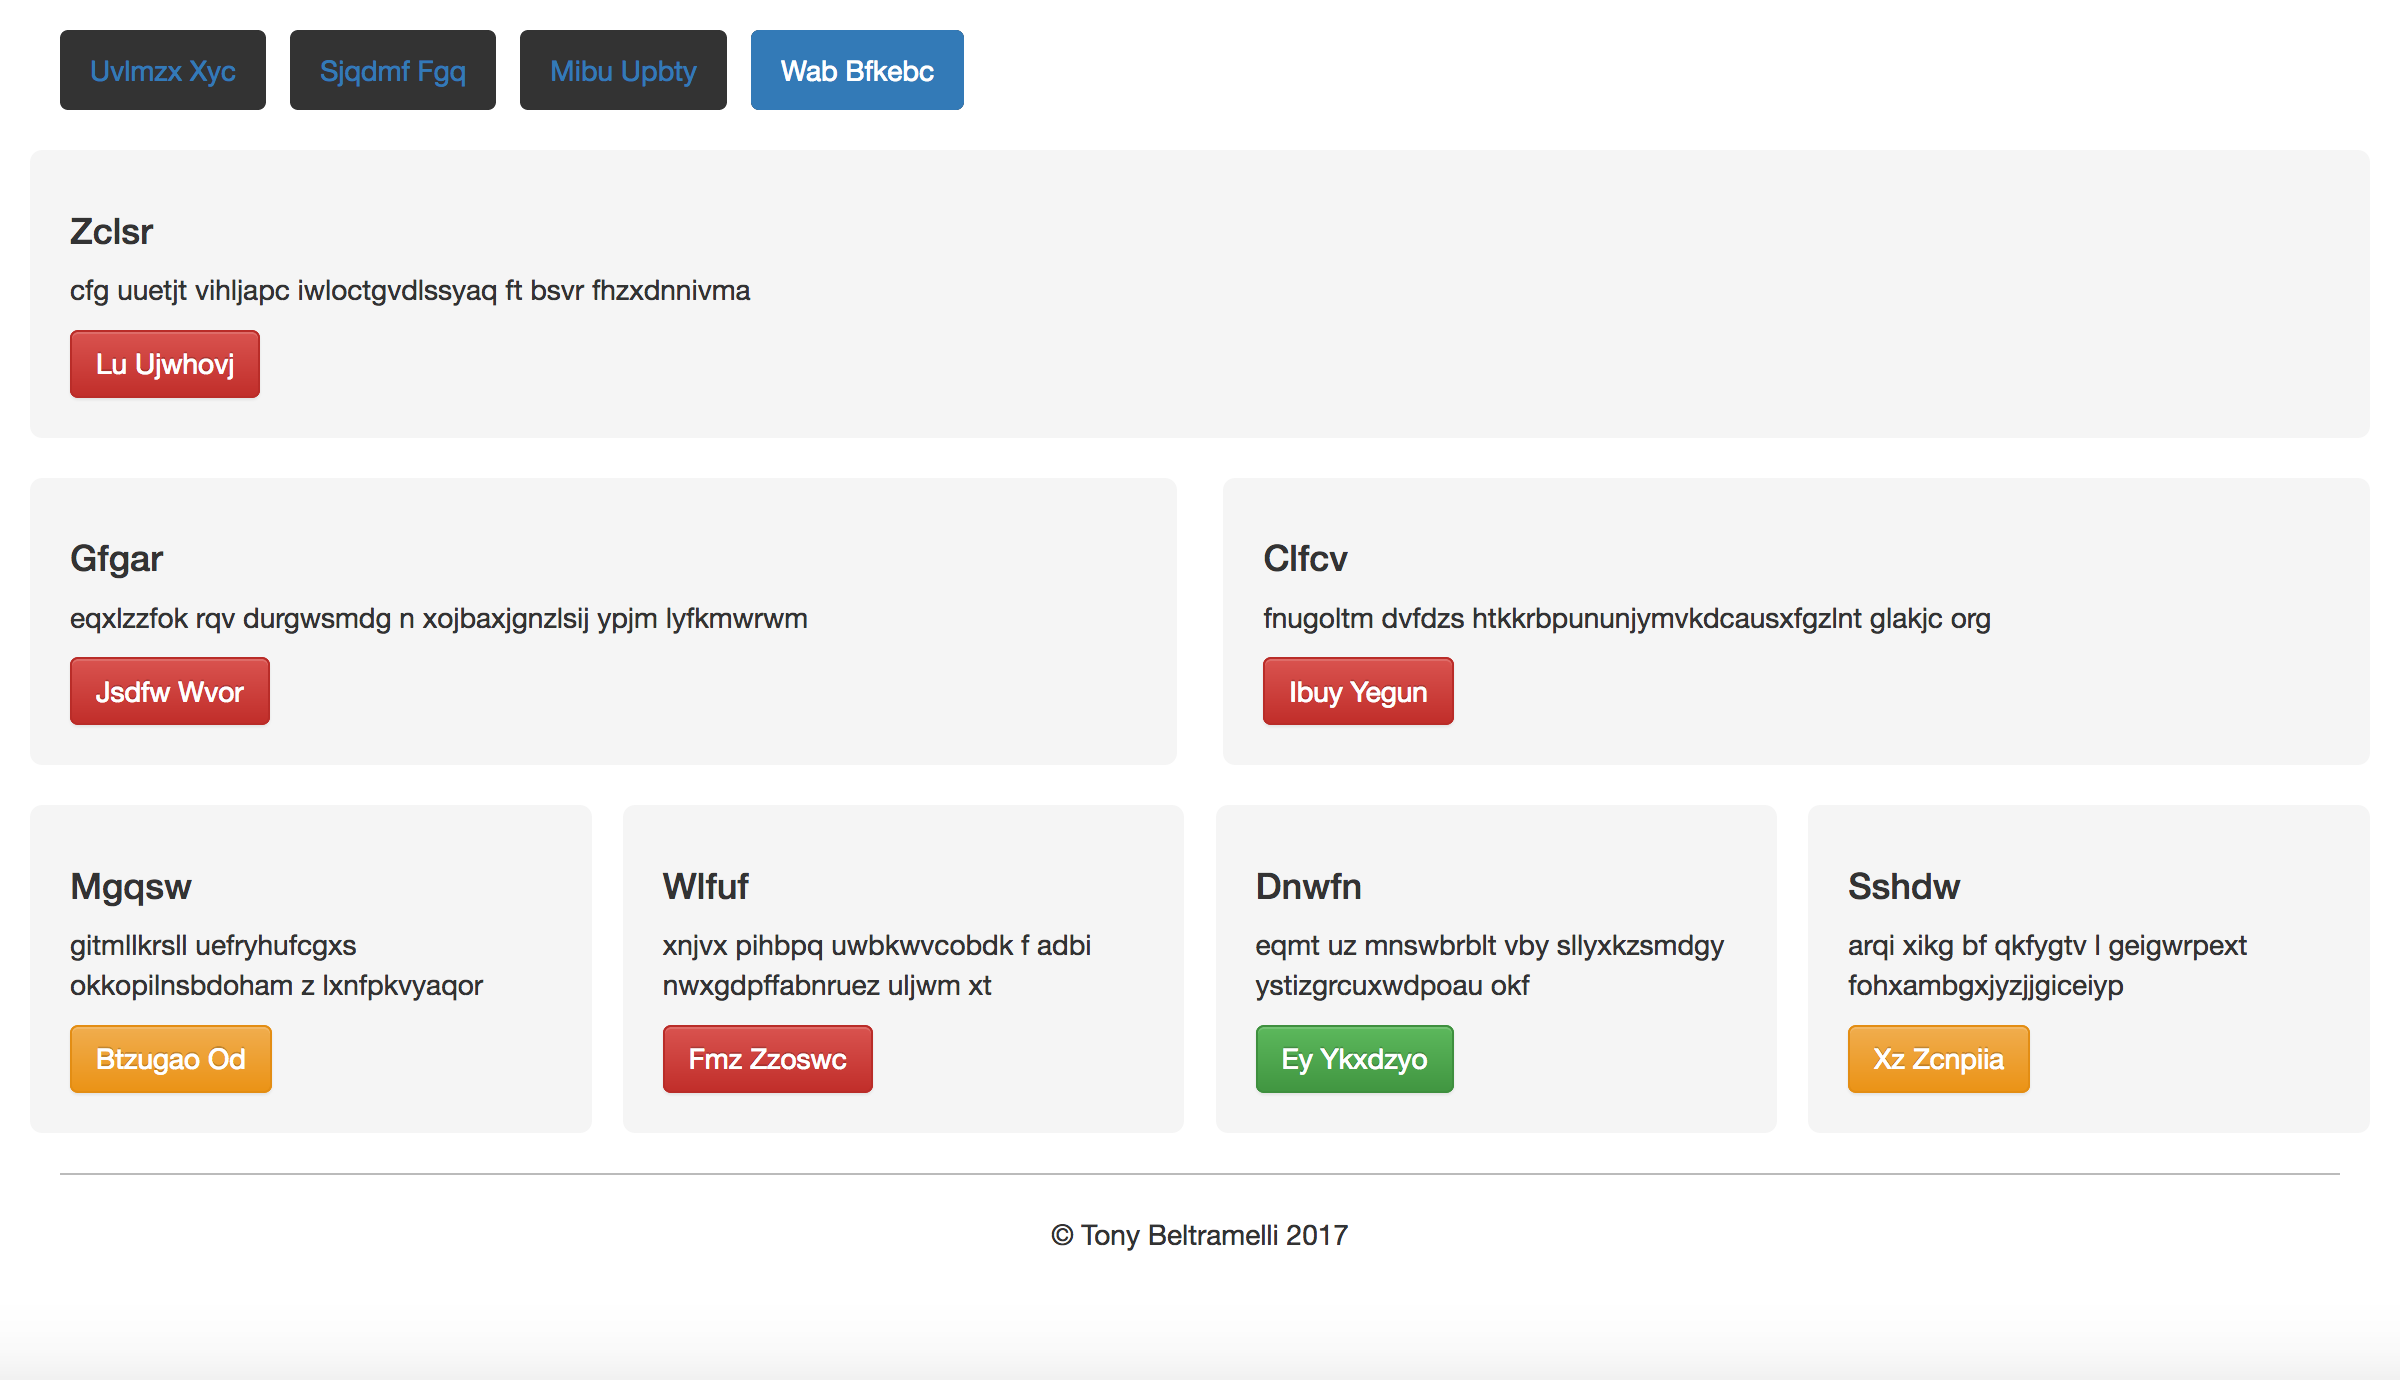 Uvlmzx Xyc Sjqdmf Fgq Mibu Upbty Wab Bfkebc
Zclsr
cfg uuetjt vihljapc iwloctgvdlssyaq ft bsvr fhzxdnnivma
Lu Ujwhovj
Gfgar
eqxlzzfok rqv durgwsmdg n xojbaxjgnzlsij ypjm lyfkmwrwm
Jsdfw Wvor
Clfcv
fnugoltm dvfdzs htkkrbpununjymvkdcausxfgzlnt glakjc org
Ibuy Yegun
Mgqsw
gitmllkrsll uefryhufcgxs
okkopilnsbdoham z lxnfpkvyaqor
Btzugao Od
Wlfuf
xnjvx pihbpq uwbkwvcobdk f adbi
nwxgdpffabnruez uljwm xt
Fmz Zzoswc
Dnwfn
eqmt uz mnswbrblt vby sllyxkzsmdgy
ystizgrcuxwdpoau okf
Ey Ykxdzyo
Sshdw
arqi xikg bf qkfygtv l geigwrpext
fohxambgxjyzjjgiceiyp
Xz Zcnpiia
© Tony Beltramelli 2017